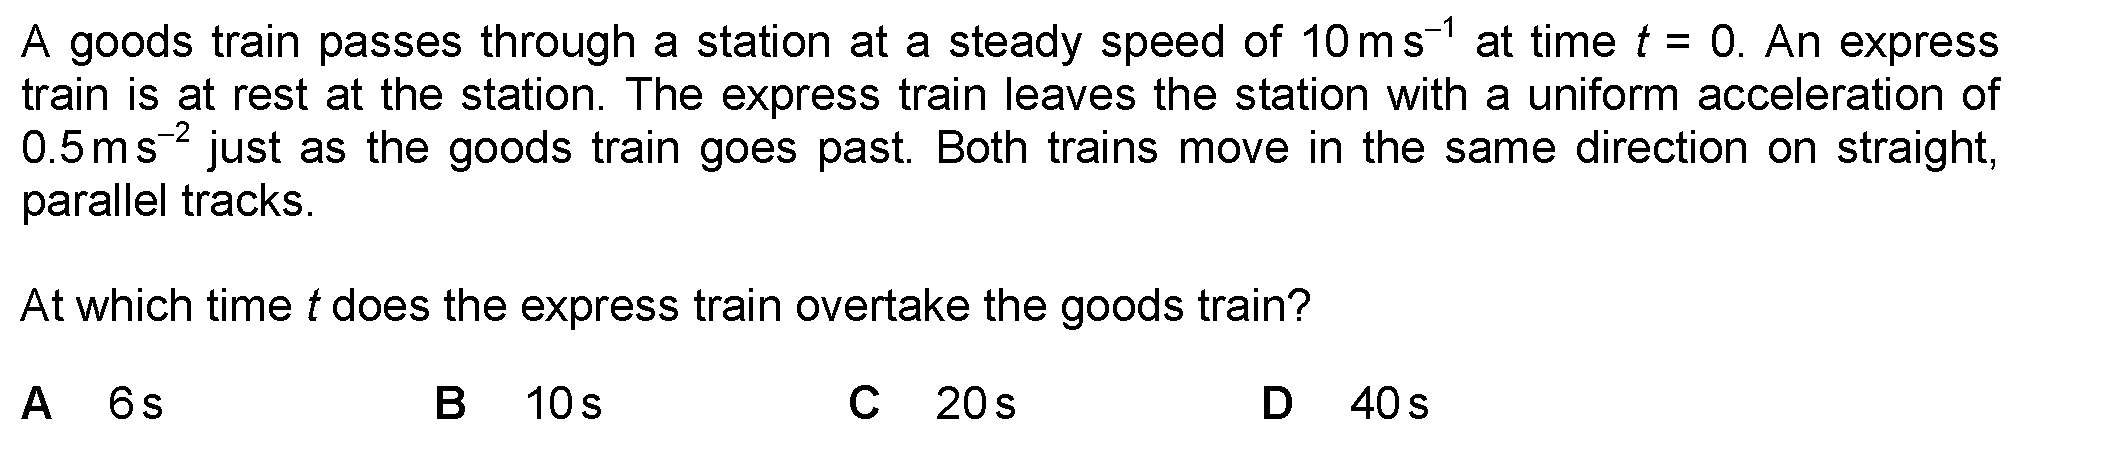 A goods train passes through a station at a steady speed of 10 m s⁻¹ at time t = 0. An express
train is at rest at the station. The express train leaves the station with a uniform acceleration of
0.5 m s⁻² just as the goods train goes past. Both trains move in the same direction on straight,
parallel tracks.
At which time t does the express train overtake the goods train?
A 6 s B 10 s C 20 s D 40 s